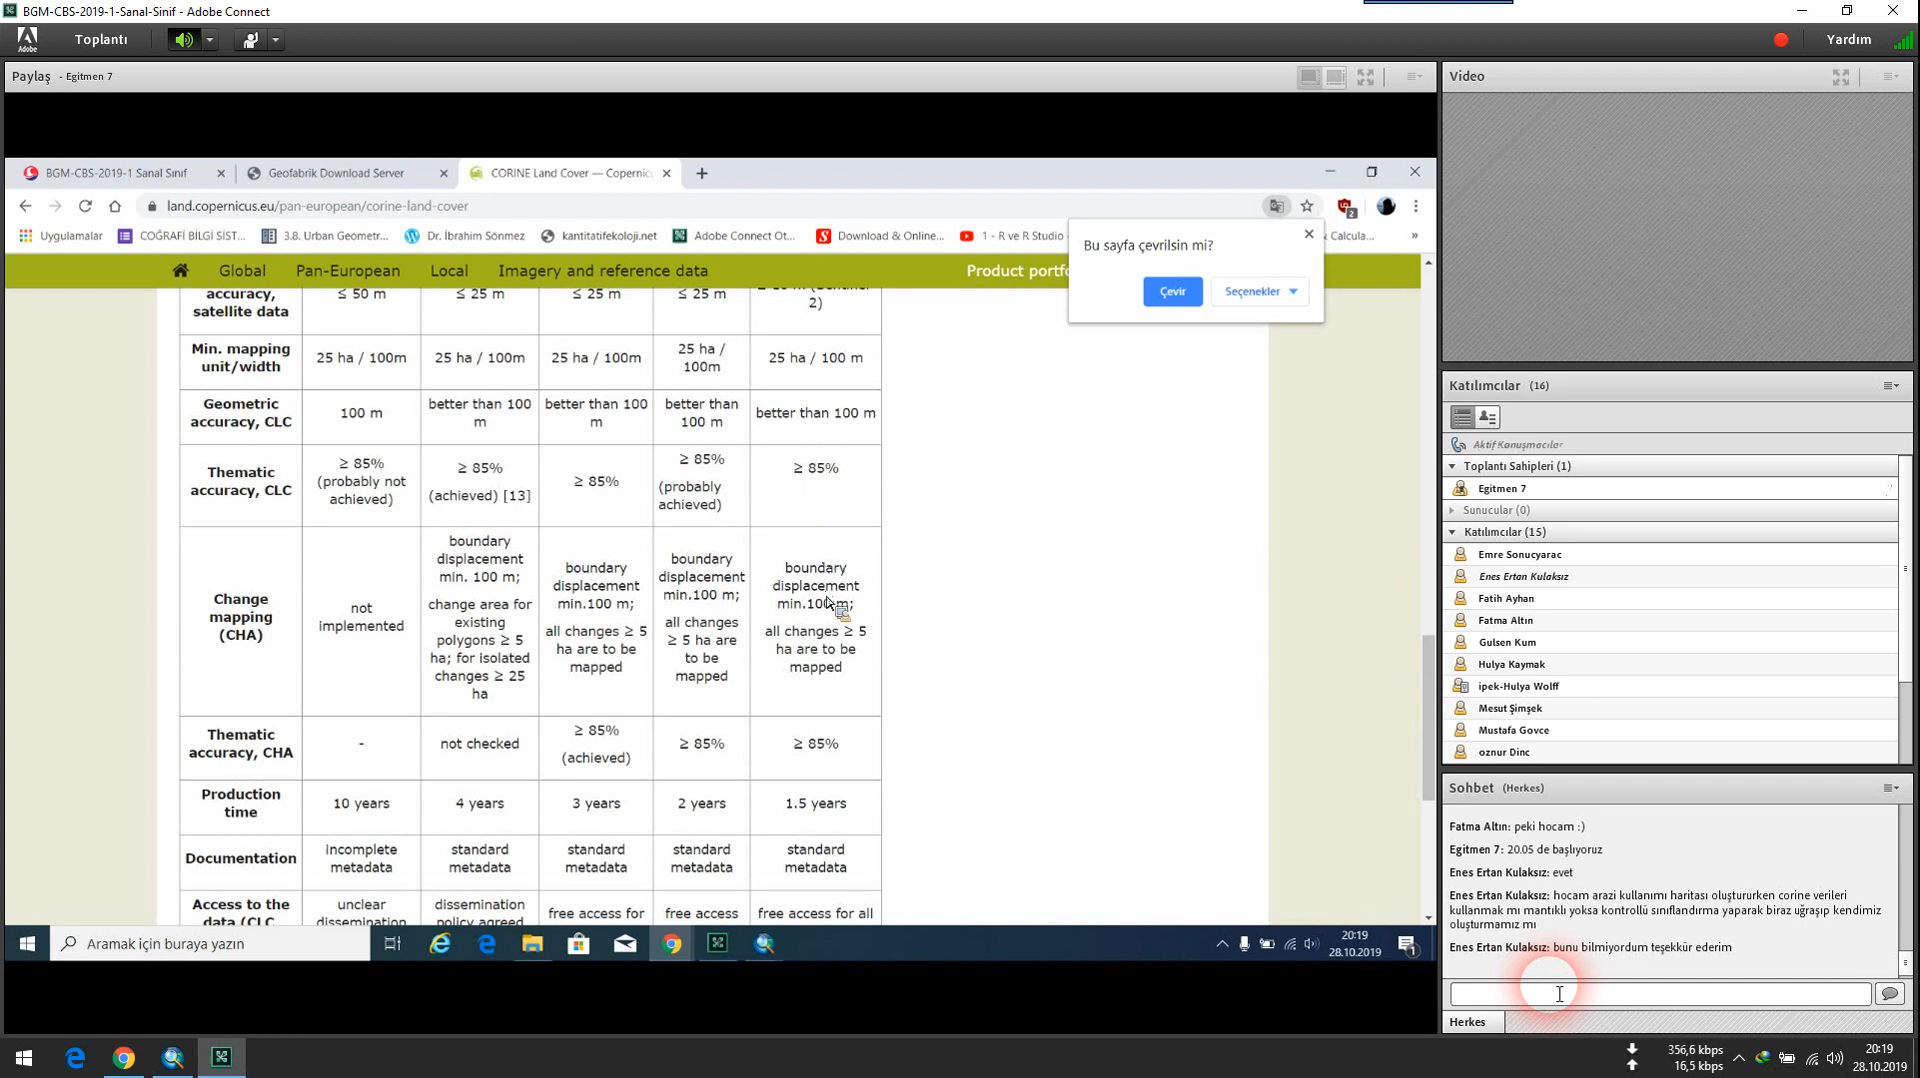 BGM-CBS-2019-1-Sanal-Sinif - Adobe Connect
Adobe
Toplantı
Yardım
Paylaş - Egitmen 7
BGM-CBS-2019-1 Sanal Sınıf
Geofabrik Download Server
CORINE Land Cover — Copernic
land.copernicus.eu/pan-european/corine-land-cover
2
Uygulamalar
COĞRAFİ BİLGİ SİST...
3.8. Urban Geometr...
Dr. İbrahim Sönmez
kantitatifekoloji.net
Adobe Connect Ot...
Download & Online...
1 - R ve R Studio -
& Calcula...
»
Bu sayfa çevrilsin mi?
Çevir
Seçenekler
Global
Pan-European
Local
Imagery and reference data
Product portfo
accuracy,
satellite data
≤ 50 m
≤ 25 m
≤ 25 m
≤ 25 m
2)
Min. mapping
unit/width
25 ha / 100m
25 ha / 100m
25 ha / 100m
25 ha /
100m
25 ha / 100 m
Geometric
accuracy, CLC
100 m
better than 100
m
better than 100
m
better than
100 m
better than 100 m
Thematic
accuracy, CLC
≥ 85%
(probably not
achieved)
≥ 85%
(achieved) [13]
≥ 85%
≥ 85%
(probably
achieved)
≥ 85%
Change
mapping
(CHA)
not
implemented
boundary
displacement
min. 100 m;
change area for
existing
polygons ≥ 5
ha; for isolated
changes ≥ 25
ha
boundary
displacement
min.100 m;
all changes ≥ 5
ha are to be
mapped
boundary
displacement
min.100 m;
all changes
≥ 5 ha are
to be
mapped
boundary
displacement
min.100 m;
all changes ≥ 5
ha are to be
mapped
Thematic
accuracy, CHA
-
not checked
≥ 85%
(achieved)
≥ 85%
≥ 85%
Production
time
10 years
4 years
3 years
2 years
1.5 years
Documentation
incomplete
metadata
standard
metadata
standard
metadata
standard
metadata
standard
metadata
Access to the
data (CLC
unclear
dissemination
dissemination
policy agreed
free access for
free access
free access for all
Aramak için buraya yazın
20:19
28.10.2019
1
Video
Katılımcılar (16)
Aktif Konuşmacılar
Toplantı Sahipleri (1)
Egitmen 7
Sunucular (0)
Katılımcılar (15)
Emre Sonucyarac
Enes Ertan Kulaksız
Fatih Ayhan
Fatma Altın
Gulsen Kum
Hulya Kaymak
ipek-Hulya Wolff
Mesut Şimşek
Mustafa Govce
oznur Dinc
Sohbet (Herkes)
Fatma Altın: peki hocam :)
Egitmen 7: 20.05 de başlıyoruz
Enes Ertan Kulaksız: evet
Enes Ertan Kulaksız: hocam arazi kullanımı haritası oluştururken corine verileri
kullanmak mı mantıklı yoksa kontrollü sınıflandırma yaparak biraz uğraşıp kendimiz
oluşturmamız mı
Enes Ertan Kulaksız: bunu bilmiyordum teşekkür ederim
Herkes
356,6 kbps
16,5 kbps
20:19
28.10.2019